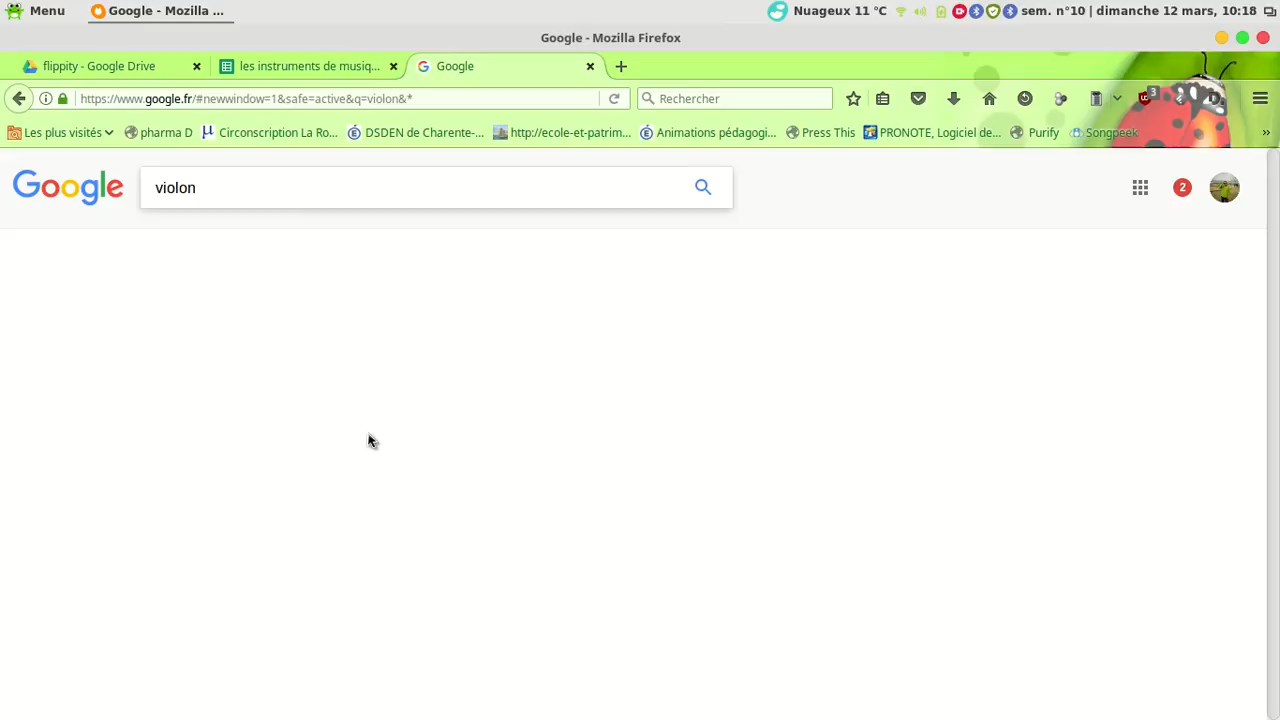 Menu Google - Mozilla ... Nuageux 11 °C sem. n°10 | dimanche 12 mars, 10:18
Google - Mozilla Firefox
flippity - Google Drive les instruments de musiq... Google
https://www.google.fr/#newwindow=1&safe=active&q=violon&* Rechercher 3
Les plus visités pharma D Circonscription La Ro... DSDEN de Charente-... http://ecole-et-patrim... Animations pédagogi... Press This PRONOTE, Logiciel de... Purify Songpeek »
Google violon 2